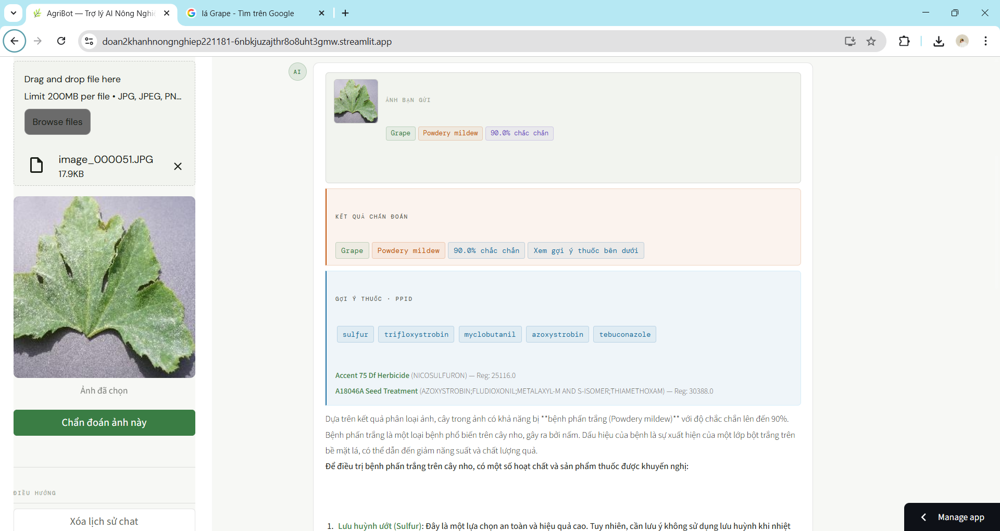 AgriBot — Trợ lý AI Nông Nghiệ
lá Grape - Tìm trên Google
doan2khanhnongnghiep221181-6nbkjuzajthr8o8uht3gmw.streamlit.app
Drag and drop file here
Limit 200MB per file • JPG, JPEG, PN...
Browse files
image_000051.JPG
17.9KB
Ảnh đã chọn
Chẩn đoán ảnh này
ĐIỀU HƯỚNG
Xóa lịch sử chat
AI
ẢNH BẠN GỬI
Grape Powdery mildew 90.0% chắc chắn
KẾT QUẢ CHẨN ĐOÁN
Grape Powdery mildew 90.0% chắc chắn Xem gợi ý thuốc bên dưới
GỢI Ý THUỐC · PPID
sulfur trifloxystrobin myclobutanil azoxystrobin tebuconazole
Accent 75 Df Herbicide (NICOSULFURON) — Reg: 25116.0
A18046A Seed Treatment (AZOXYSTROBIN;FLUDIOXONIL;METALAXYL-M AND S-ISOMER;THIAMETHOXAM) — Reg: 30388.0
Dựa trên kết quả phân loại ảnh, cây trong ảnh có khả năng bị **bệnh phấn trắng (Powdery mildew)** với độ chắc chắn lên đến 90%.
Bệnh phấn trắng là một loại bệnh phổ biến trên cây nho, gây ra bởi nấm. Dấu hiệu của bệnh là sự xuất hiện của một lớp bột trắng trên
bề mặt lá, có thể dẫn đến giảm năng suất và chất lượng quả.
Để điều trị bệnh phấn trắng trên cây nho, có một số hoạt chất và sản phẩm thuốc được khuyến nghị:
1. Lưu huỳnh ướt (Sulfur): Đây là một lựa chọn an toàn và hiệu quả cao. Tuy nhiên, cần lưu ý không sử dụng lưu huỳnh khi nhiệt
Manage app